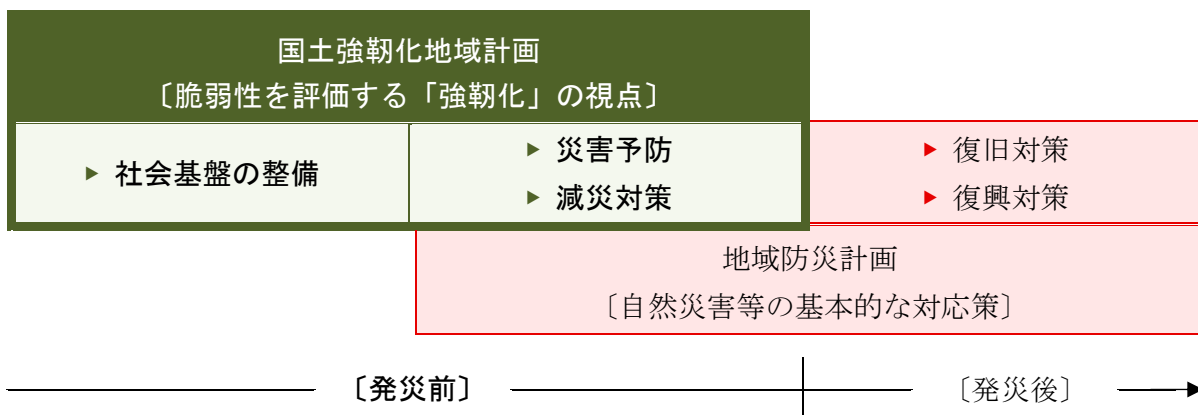 国土強靭化地域計画
〔脆弱性を評価する「強靭化」の視点〕
▶ 社会基盤の整備
▶ 災害予防
▶ 減災対策
▶ 復旧対策
▶ 復興対策
地域防災計画
〔自然災害等の基本的な対応策〕
〔発災前〕
〔発災後〕